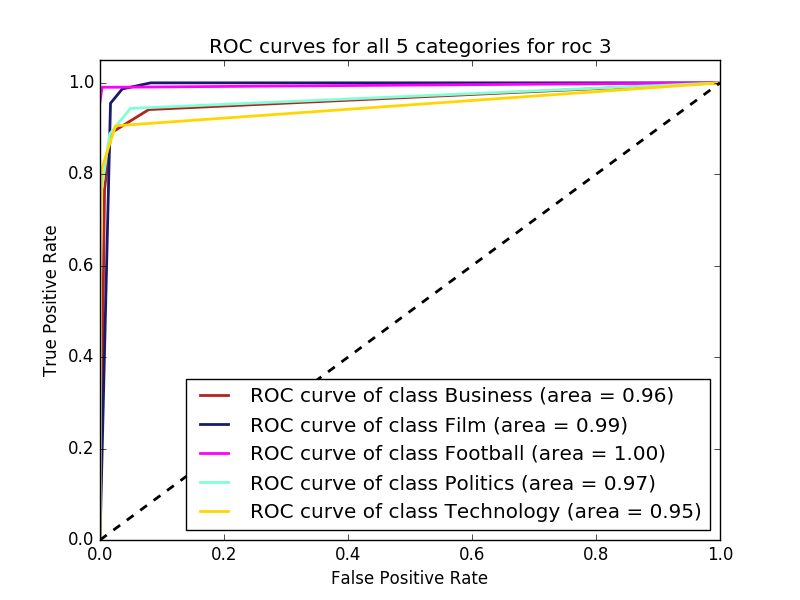 ROC curves for all 5 categories for roc 3
1.0
0.8
0.6
0.4
0.2
0.0
True Positive Rate
ROC curve of class Business (area = 0.96)
ROC curve of class Film (area = 0.99)
ROC curve of class Football (area = 1.00)
ROC curve of class Politics (area = 0.97)
ROC curve of class Technology (area = 0.95)
0.0 0.2 0.4 0.6 0.8 1.0
False Positive Rate